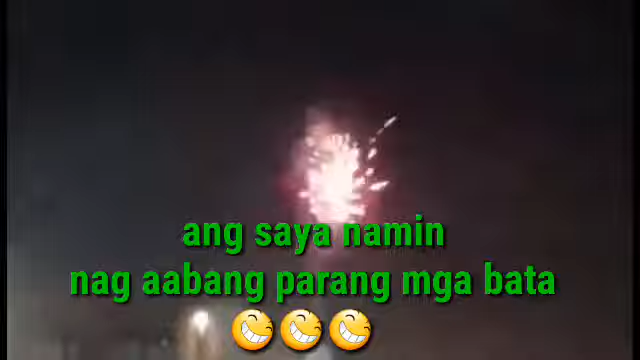 ang saya namin
nag aabang parang mga bata
😆😆😆